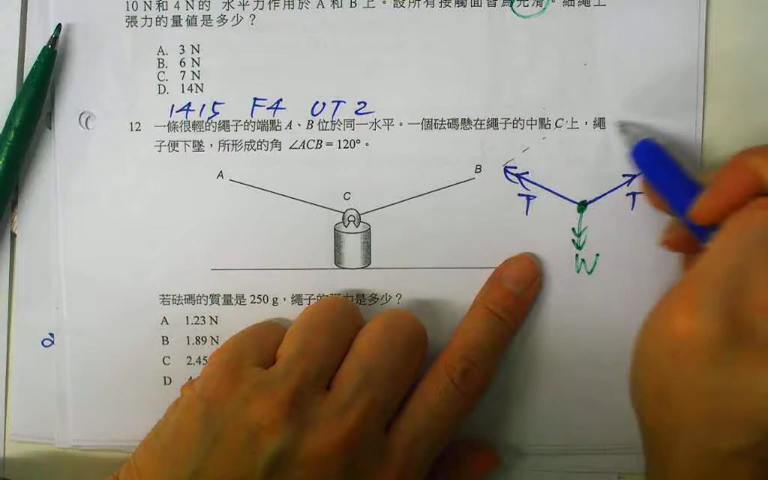 10 N 和 4 N 的 水平力作用於 A 和 B 上。設所有接觸面皆為光滑。細繩上
張力的量值是多少？
A. 3 N
B. 6 N
C. 7 N
D. 14N
1415 F4 UT2
12 一條很輕的繩子的端點 A、B 位於同一水平。一個砝碼懸在繩子的中點 C 上，繩
子便下墜，所形成的角 ∠ACB = 120°。
A
B
C
T
T
W
若砝碼的質量是 250 g，繩子的張力是多少？
A 1.23 N
B 1.89 N
C 2.45
D